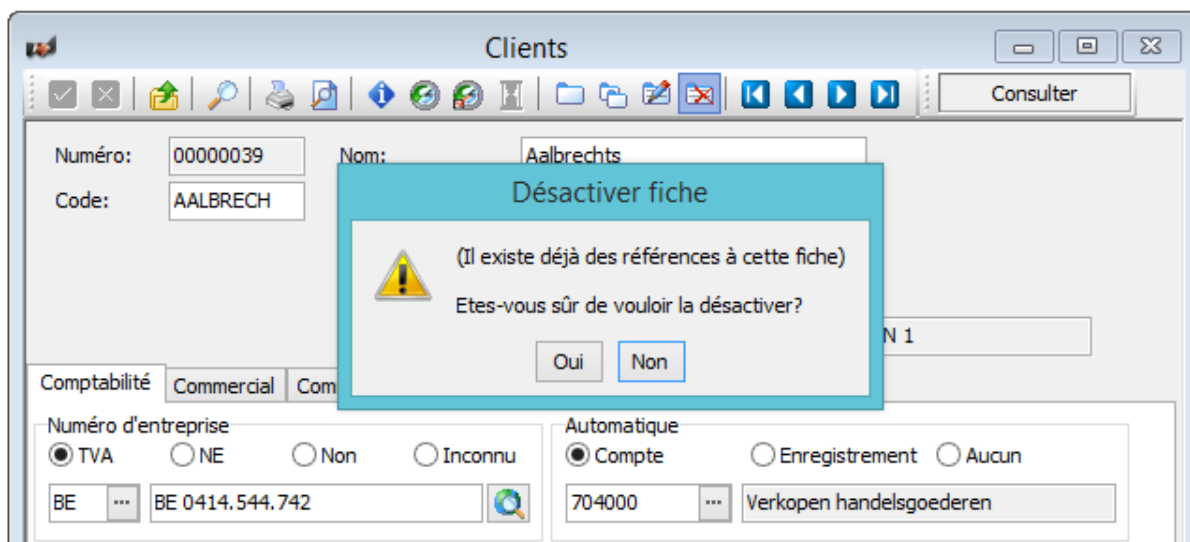 Clients
Consulter
Numéro: 00000039 Nom: Aalbrechts
Code: AALBRECH
Désactiver fiche
(Il existe déjà des références à cette fiche)
Etes-vous sûr de vouloir la désactiver?
N 1
Oui Non
Comptabilité Commercial Com
Numéro d'entreprise Automatique
TVA NE Non Inconnu Compte Enregistrement Aucun
BE ... BE 0414.544.742 704000 ... Verkopen handelsgoederen